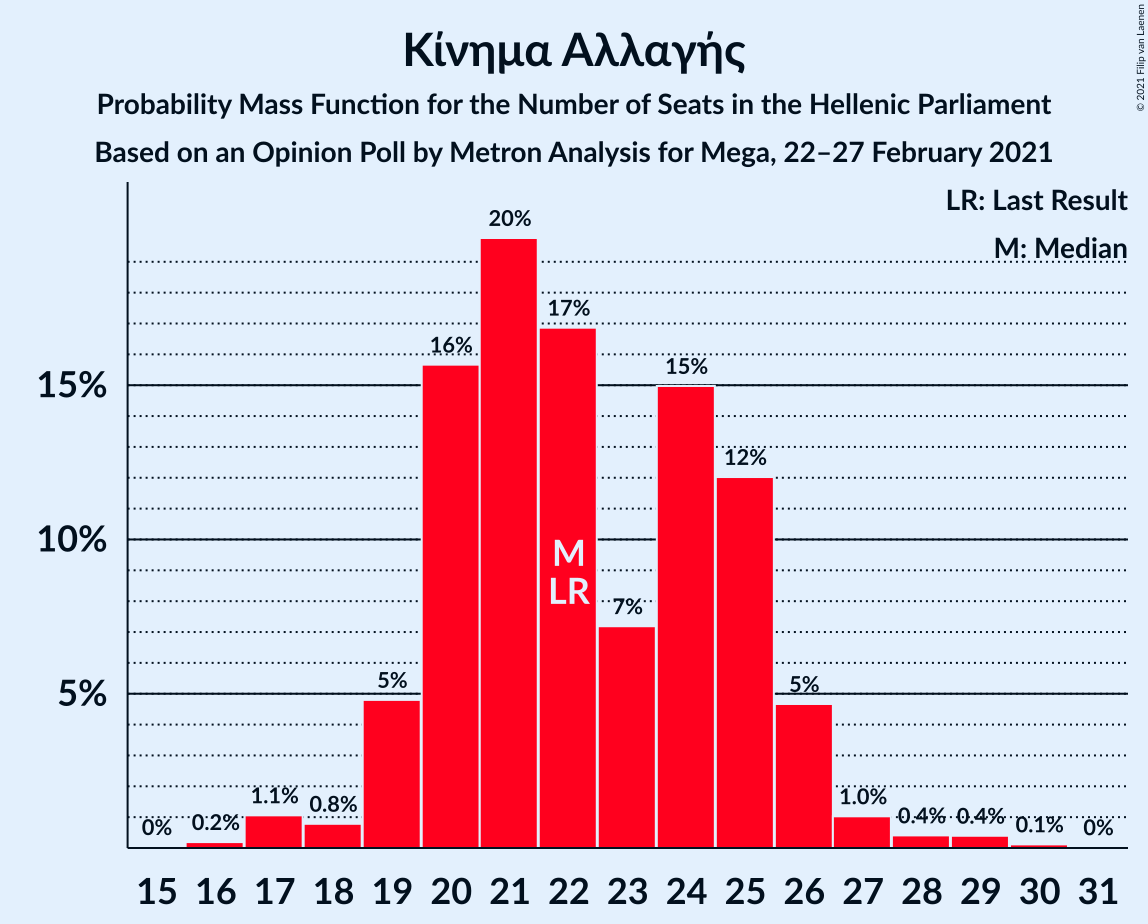 Κίνημα Αλλαγής
Probability Mass Function for the Number of Seats in the Hellenic Parliament
Based on an Opinion Poll by Metron Analysis for Mega, 22–27 February 2021
© 2021 Filip van Laenen
LR: Last Result
M: Median
15%
10%
5%
0%
0.2%
1.1%
0.8%
5%
16%
20%
17%
7%
15%
12%
5%
1.0%
0.4%
0.4%
0.1%
0%
M
LR
15 16 17 18 19 20 21 22 23 24 25 26 27 28 29 30 31